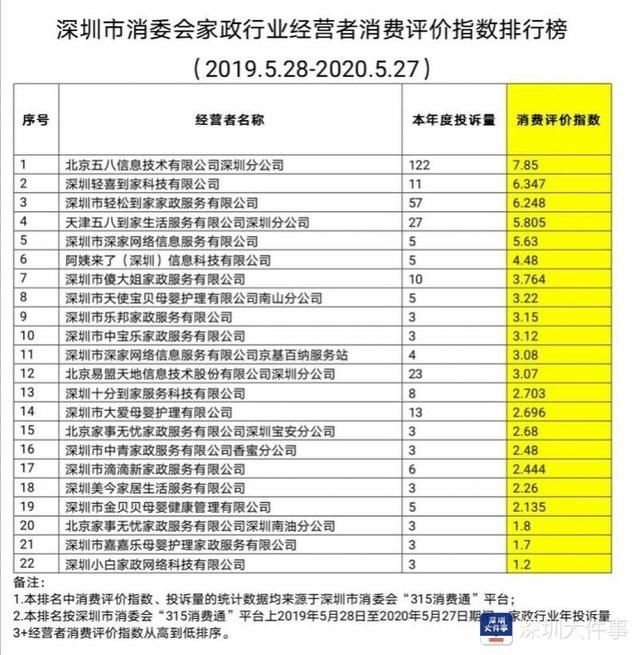 深圳市消委会家政行业经营者消费评价指数排行榜
（2019.5.28-2020.5.27）
序号 经营者名称 本年度投诉量 消费评价指数
1 北京五八信息技术有限公司深圳分公司 122 7.85
2 深圳轻喜到家科技有限公司 11 6.347
3 深圳市轻松到家家政服务有限公司 57 6.248
4 天津五八到家生活服务有限公司深圳分公司 27 5.805
5 深圳市深家网络信息服务有限公司 5 5.63
6 阿姨来了（深圳）信息科技有限公司 5 4.48
7 深圳市傻大姐家政服务有限公司 10 3.764
8 深圳市天使宝贝母婴护理有限公司南山分公司 5 3.22
9 深圳市乐邦家政服务有限公司 3 3.15
10 深圳市中宝乐家政服务有限公司 3 3.12
11 深圳市深家网络信息服务有限公司京基百纳服务站 4 3.08
12 北京易盟天地信息技术股份有限公司深圳分公司 23 3.07
13 深圳十分到家服务科技有限公司 8 2.703
14 深圳市大爱母婴护理有限公司 13 2.696
15 北京家事无忧家政服务有限公司深圳宝安分公司 3 2.68
16 深圳市中青家政服务有限公司香蜜分公司 3 2.48
17 深圳市滴滴新家政服务有限公司 6 2.444
18 深圳美今家居生活服务有限公司 3 2.26
19 深圳市金贝贝母婴健康管理有限公司 5 2.135
20 北京家事无忧家政服务有限公司深圳南油分公司 3 1.8
21 深圳市嘉嘉乐母婴护理家政服务有限公司 3 1.7
22 深圳小白家政网络科技有限公司 3 1.2
备注：
1.本排名中消费评价指数、投诉量的统计数据均来源于深圳市消委会“315消费通”平台；
2.本排名按深圳市消委会“315消费通”平台上2019年5月28日至2020年5月27日期间 家政行业年投诉量
3+经营者消费评价指数从高到低排序。
深圳大件事 深圳大件事